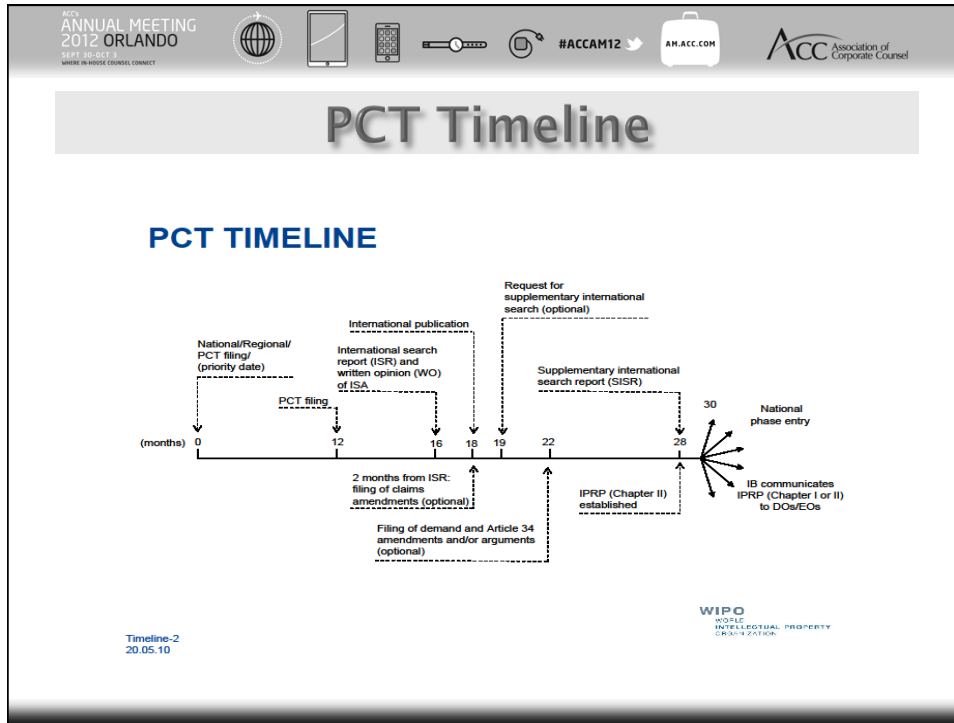 ACC's
ANNUAL MEETING
2012 ORLANDO
SEPT 30-OCT 3
WHERE IN-HOUSE COUNSEL CONNECT
#ACCAM12
AM.ACC.COM
ACC Association of
Corporate Counsel
PCT Timeline
PCT TIMELINE
Request for
supplementary international
search (optional)
International publication
National/Regional/
PCT filing/
(priority date)
International search
report (ISR) and
written opinion (WO)
of ISA
Supplementary international
search report (SISR)
PCT filing
30
National
phase entry
(months) 0 12 16 18 19 22 28
2 months from ISR:
filing of claims
amendments (optional)
IPRP (Chapter II)
established
IB communicates
IPRP (Chapter I or II)
to DOs/EOs
Filing of demand and Article 34
amendments and/or arguments
(optional)
WIPO
WORLD
INTELLECTUAL PROPERTY
ORGANIZATION
Timeline-2
20.05.10